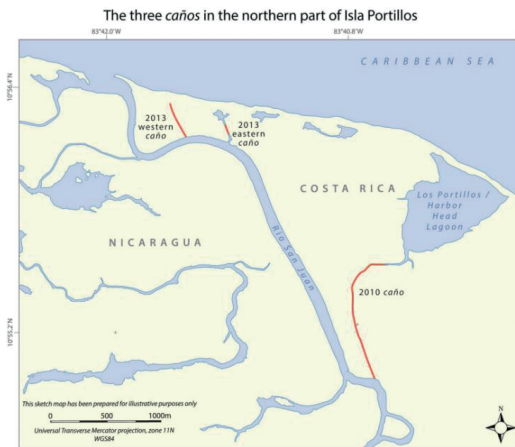 The three caños in the northern part of Isla Portillos
83°42.0'W
83°40.8'W
CARIBBEAN SEA
10°56.4'N
2013
western
caño
2013
eastern
caño
COSTA RICA
Los Portillos /
Harbor
Head
Lagoon
NICARAGUA
Río San Juan
2010 caño
10°55.2'N
This sketch map has been prepared for illustrative purposes only
0 500 1000m
Universal Transverse Mercator projection, zone 11N
WGS84
N